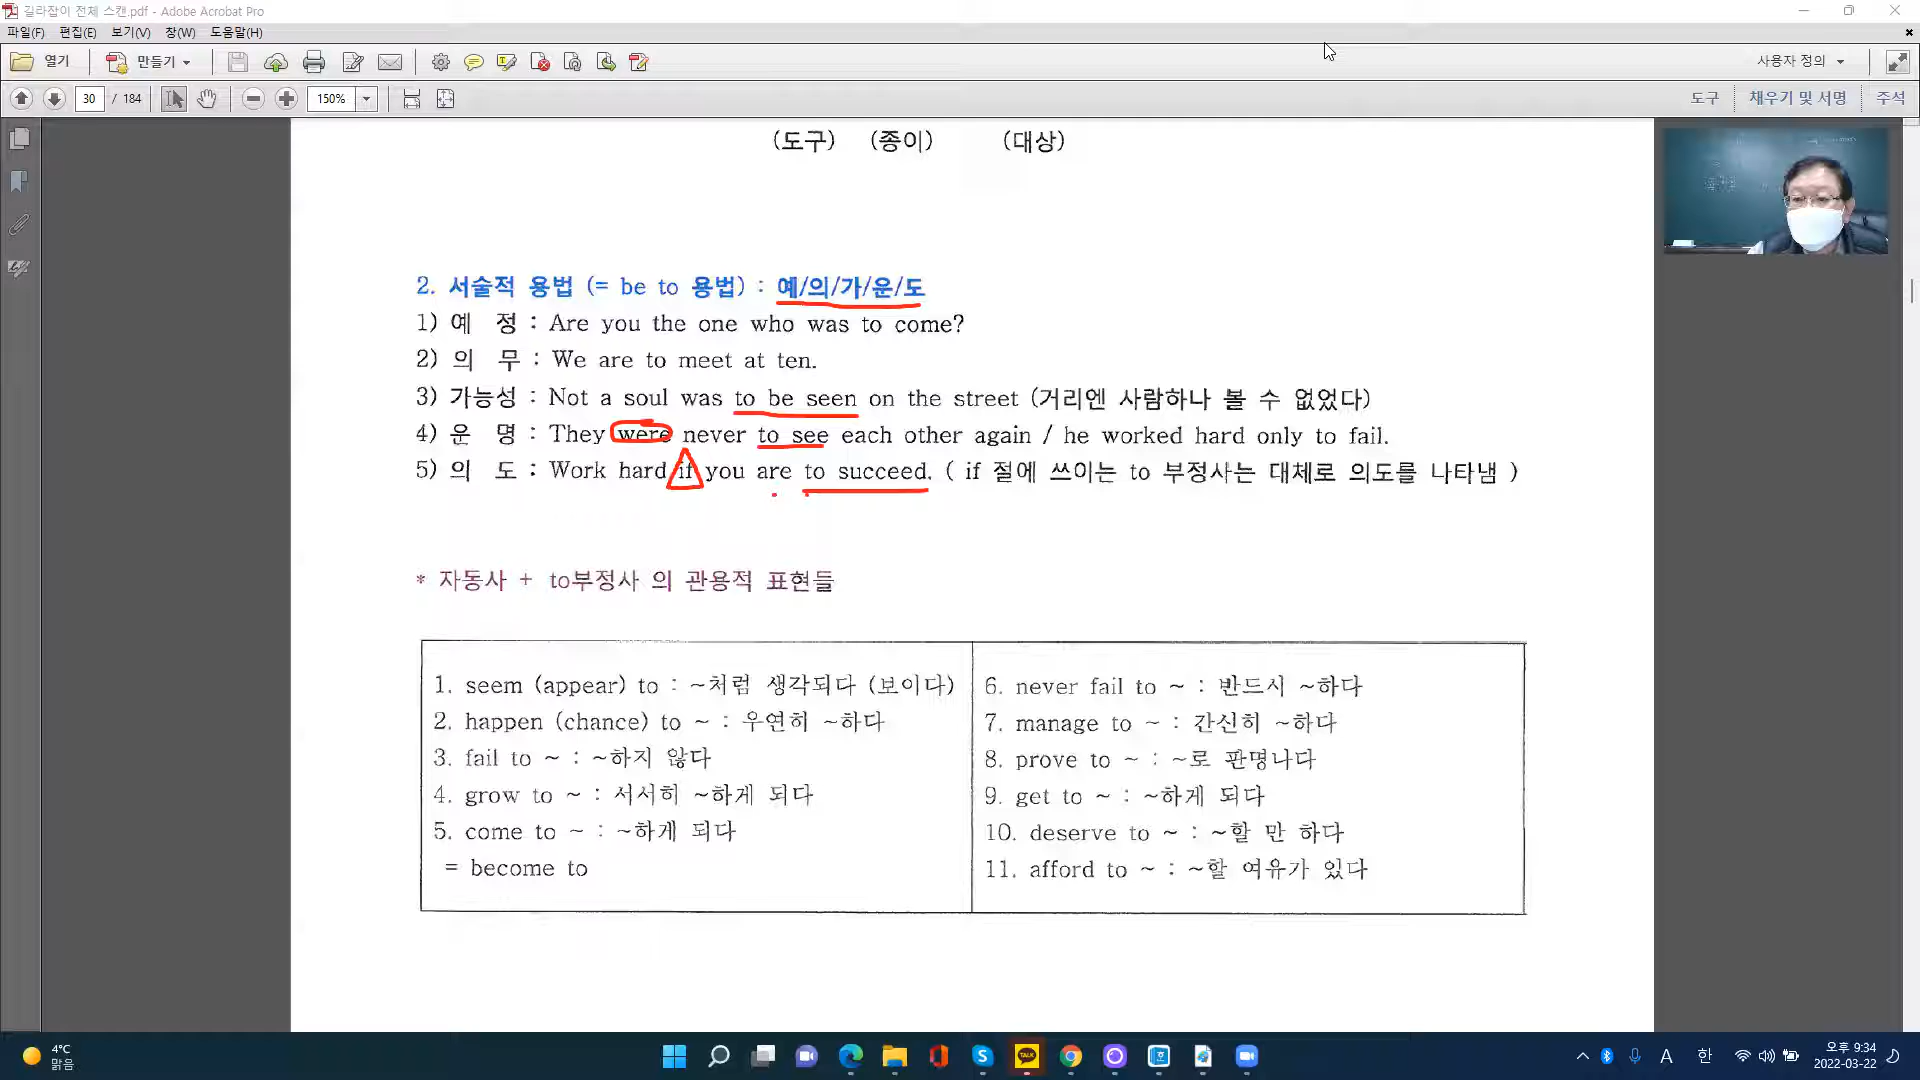 길라잡이 전체 스캔.pdf - Adobe Acrobat Pro
파일(F) 편집(E) 보기(V) 창(W) 도움말(H)
열기 만들기 사용자 정의
30 / 184 150% 도구 채우기 및 서명 주석
(도구) (종이) (대상)
2. 서술적 용법 (= be to 용법) : 예/의/가/운/도
1) 예 정 : Are you the one who was to come?
2) 의 무 : We are to meet at ten.
3) 가능성 : Not a soul was to be seen on the street (거리엔 사람하나 볼 수 없었다)
4) 운 명 : They were never to see each other again / he worked hard only to fail.
5) 의 도 : Work hard if you are to succeed. ( if 절에 쓰이는 to 부정사는 대체로 의도를 나타냄 )
* 자동사 + to부정사 의 관용적 표현들
1. seem (appear) to : ~처럼 생각되다 (보이다)
2. happen (chance) to ~ : 우연히 ~하다
3. fail to ~ : ~하지 않다
4. grow to ~ : 서서히 ~하게 되다
5. come to ~ : ~하게 되다
= become to
6. never fail to ~ : 반드시 ~하다
7. manage to ~ : 간신히 ~하다
8. prove to ~ : ~로 판명나다
9. get to ~ : ~하게 되다
10. deserve to ~ : ~할 만 하다
11. afford to ~ : ~할 여유가 있다
4°C
맑음
TALK
A 한
오후 9:34
2022-03-22